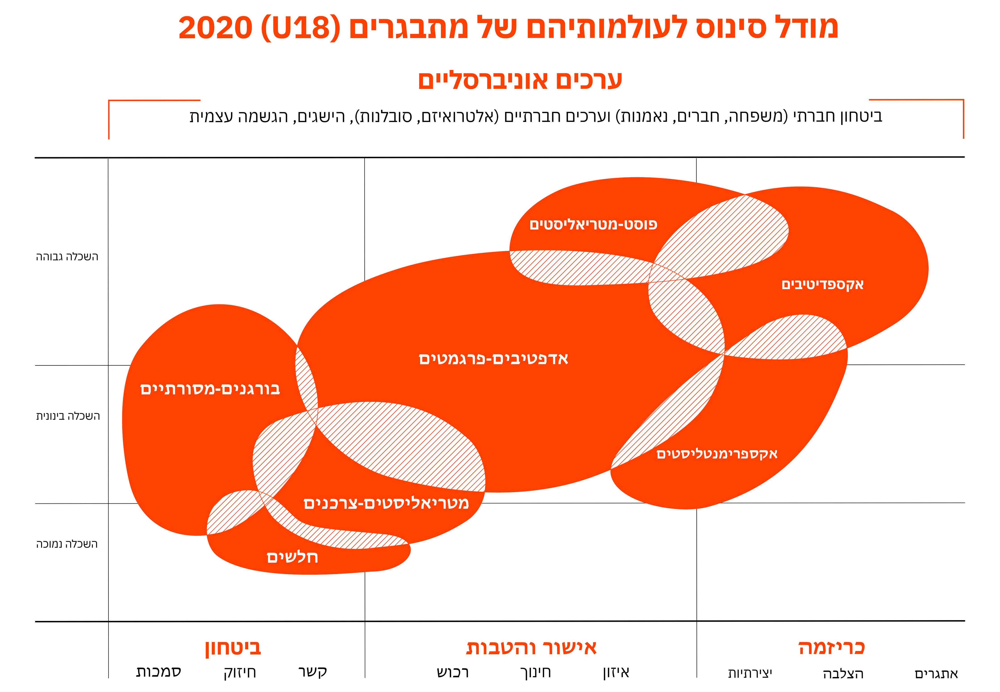 מודל סינוס לעולמותיהם של מתבגרים (U18) 2020
ערכים אוניברסליים
ביטחון חברתי (משפחה, חברים, נאמנות) וערכים חברתיים (אלטרואיזם, סובלנות), הישגים, הגשמה עצמית
פוסט-מטריאליסטים
השכלה גבוהה
אקספדיטיבים
אדפטיבים-פרגמטים
בורגנים-מסורתיים
השכלה בינונית
אקספרימנטליסטים
מטריאליסטים-צרכנים
השכלה נמוכה
חלשים
כריזמה
אישור והטבות
ביטחון
אתגרים
הצלבה
יצירתיות
איזון
חינוך
רכוש
קשר
חיזוק
סמכות